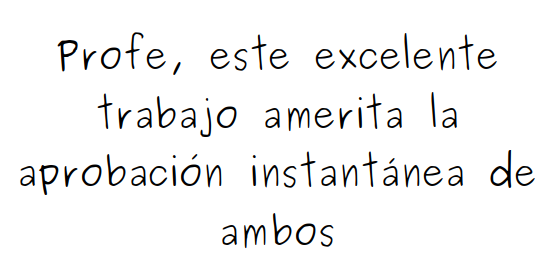 Profe, este excelente
trabajo amerita la
aprobación instantánea de
ambos